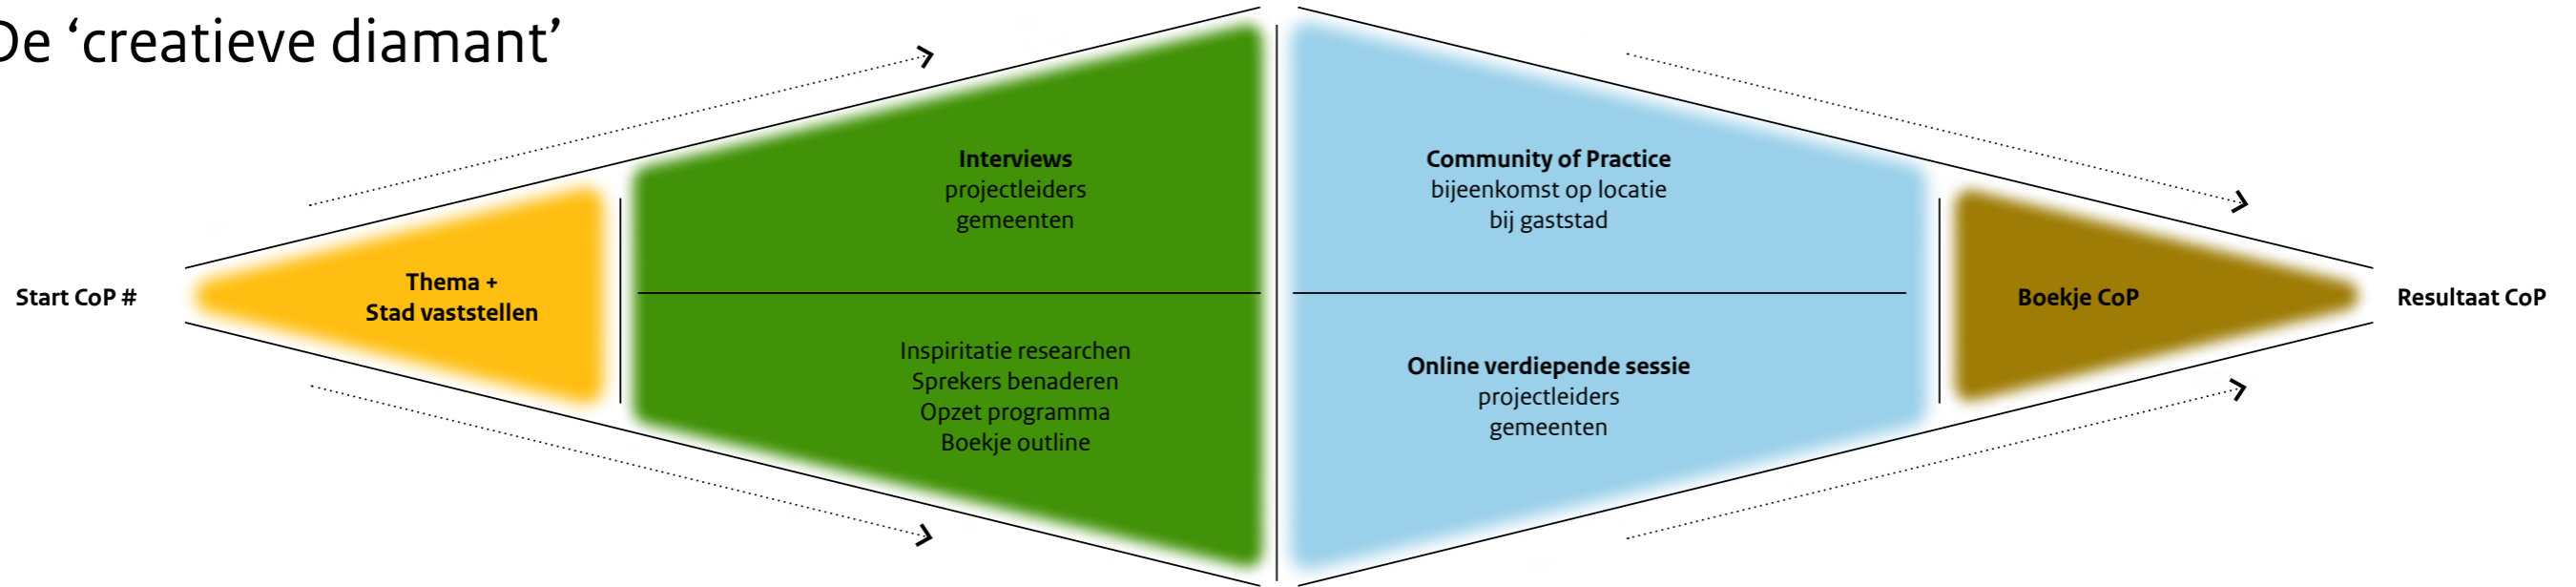 De ‘creatieve diamant’
Start CoP #
Thema +
Stad vaststellen
Interviews
projectleiders
gemeenten
Inspiritatie researchen
Sprekers benaderen
Opzet programma
Boekje outline
Community of Practice
bijeenkomst op locatie
bij gaststad
Online verdiepende sessie
projectleiders
gemeenten
Boekje CoP
Resultaat CoP